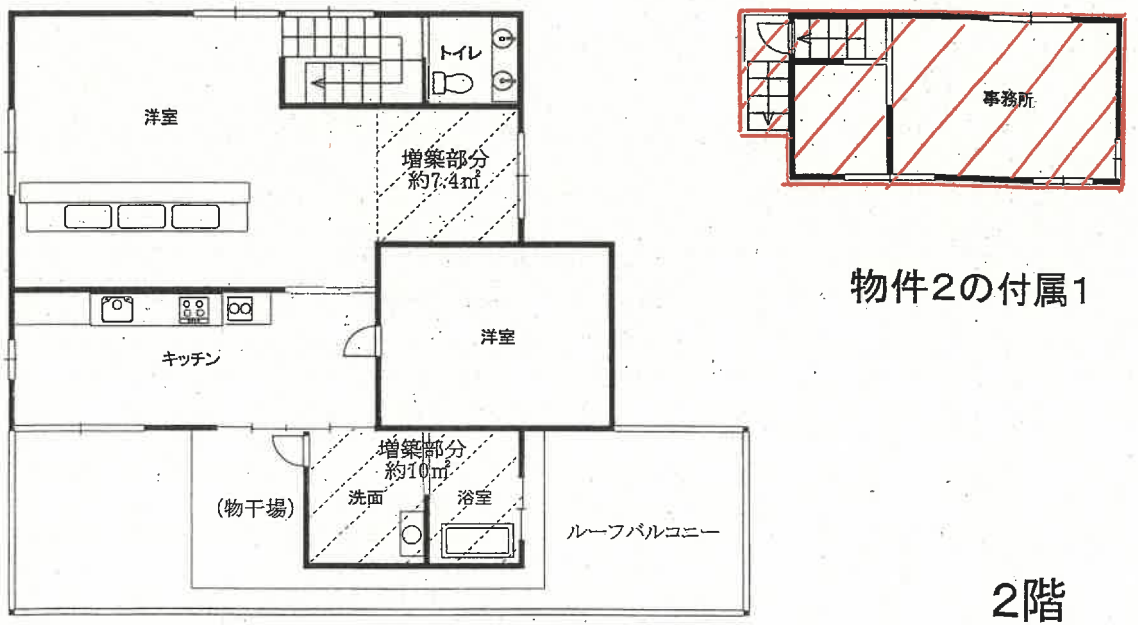 トイレ
洋室
事務所
増築部分
約7.4㎡
物件2の付属1
洋室
キッチン
増築部分
約10㎡
洗面
浴室
(物干場)
ルーフバルコニー
2階